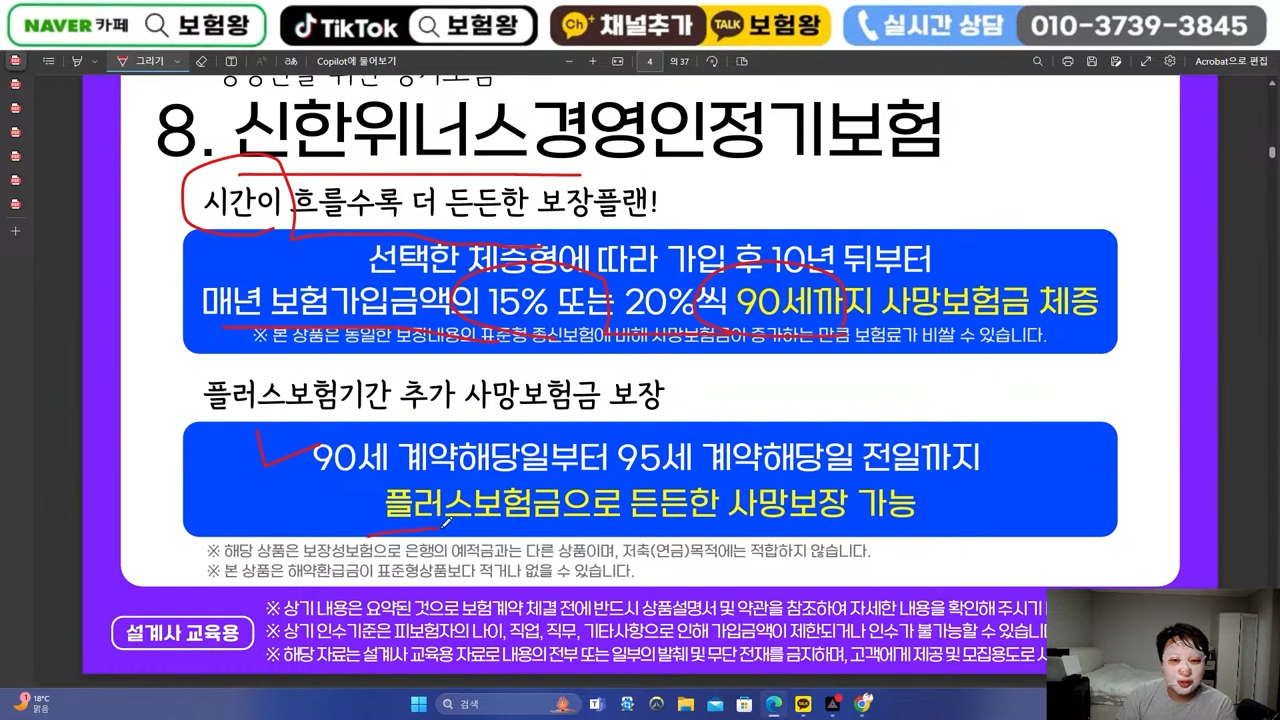 NAVER 카페 보험왕 TikTok 보험왕 Ch+ 채널추가 TALK 보험왕 실시간 상담 010-3739-3845
그리기 Copilot에 물어보기 4 의 37 Acrobat으로 편집
경영인을 위한 정기보험
8. 신한위너스경영인정기보험
시간이 흐를수록 더 든든한 보장플랜!
선택한 체증형에 따라 가입 후 10년 뒤부터
매년 보험가입금액의 15% 또는 20%씩 90세까지 사망보험금 체증
※ 본 상품은 동일한 보장내용의 표준형 종신보험에 비해 사망보험금이 증가하는 만큼 보험료가 비쌀 수 있습니다.
플러스보험기간 추가 사망보험금 보장
90세 계약해당일부터 95세 계약해당일 전일까지
플러스보험금으로 든든한 사망보장 가능
※ 해당 상품은 보장성보험으로 은행의 예적금과는 다른 상품이며, 저축(연금)목적에는 적합하지 않습니다.
※ 본 상품은 해약환급금이 표준형상품보다 적거나 없을 수 있습니다.
설계사 교육용
※ 상기 내용은 요약된 것으로 보험계약 체결 전에 반드시 상품설명서 및 약관을 참조하여 자세한 내용을 확인해 주시기
※ 상기 인수기준은 피보험자의 나이, 직업, 직무, 기타사항으로 인해 가입금액이 제한되거나 인수가 불가능할 수 있습니
※ 해당 자료는 설계사 교육용 자료로 내용의 전부 또는 일부의 발췌 및 무단 전재를 금지하며, 고객에게 제공 및 모집용도로
1 18°C
맑음
검색